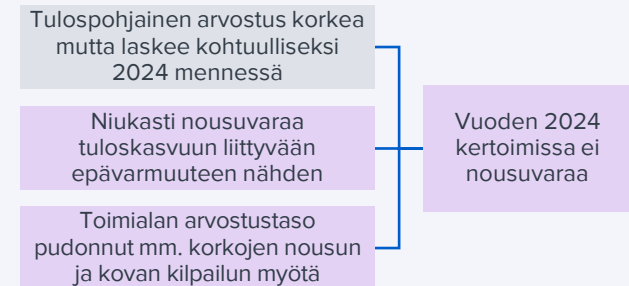 Tulospohjainen arvostus korkea
mutta laskee kohtuulliseksi
2024 mennessä
Niukasti nousuvaraa
tuloskasvuun liittyvään
epävarmuuteen nähden
Toimialan arvostustaso
pudonnut mm. korkojen nousun
ja kovan kilpailun myötä
Vuoden 2024
kertoimissa ei
nousuvaraa